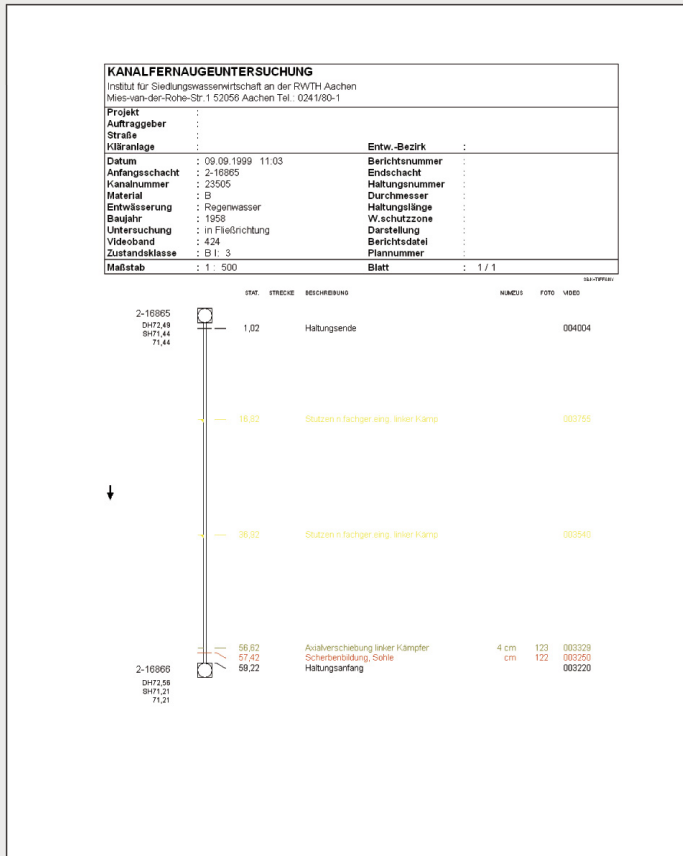 KANALFERNAUGEUNTERSUCHUNG
Institut für Siedlungswasserwirtschaft an der RWTH Aachen
Mies-van-der-Rohe-Str.1 52056 Aachen Tel.: 0241/80-1
Projekt :
Auftraggeber :
Straße :
Kläranlage : Entw.-Bezirk :
Datum : 09.09.1999 11:03 Berichtsnummer :
Anfangsschacht : 2-16865 Endschacht :
Kanalnummer : 23505 Haltungsnummer :
Material : B Durchmesser :
Entwässerung : Regenwasser Haltungslänge :
Baujahr : 1958 W.schutzzone :
Untersuchung : in Fließrichtung Darstellung :
Videoband : 424 Berichtsdatei :
Zustandsklasse : B I: 3 Plannummer :
Maßstab : 1 : 500 Blatt : 1 / 1
STAT. STRECKE BESCHREIBUNG NUMZUS FOTO VIDEO
2-16865
DH72,49
SH71,44
71,44
1,02 Haltungsende 004004
Stutzen n.fachger.eing. linker Kämp
36,32 Stutzen n.fachger.eing. linker Kämp 003540
56,62 Axialverschiebung linker Kämpfer 4 cm 123 003329
57,42 Scherbenbildung, Sohle cm 122 003250
2-16866 59,22 Haltungsanfang 003220
DH72,56
SH71,21
71,21